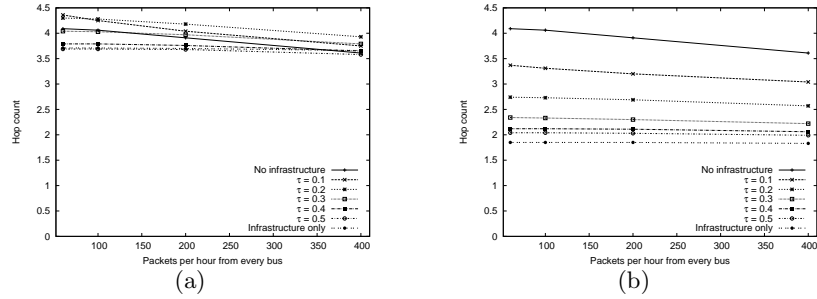 Hop count
4.5
4
3.5
3
2.5
2
1.5
1
0.5
0
No infrastructure
τ = 0.1
τ = 0.2
τ = 0.3
τ = 0.4
τ = 0.5
Infrastructure only
100 150 200 250 300 350 400
Packets per hour from every bus
(a)
Hop count
4.5
4
3.5
3
2.5
2
1.5
1
0.5
0
No infrastructure
τ = 0.1
τ = 0.2
τ = 0.3
τ = 0.4
τ = 0.5
Infrastructure only
100 150 200 250 300 350 400
Packets per hour from every bus
(b)